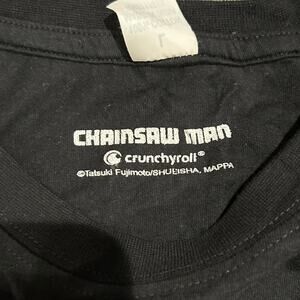 CHAINSAW MAN
crunchyroll®
©Tatsuki Fujimoto/SHUEISHA, MAPPA